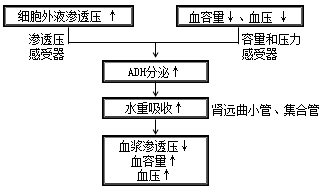 细胞外液渗透压↑
血容量↓、血压↓
渗透压
感受器
容量和压力
感受器
ADH分泌↑
水重吸收↑
肾远曲小管、集合管
血浆渗透压↓
血容量↑
血压↑